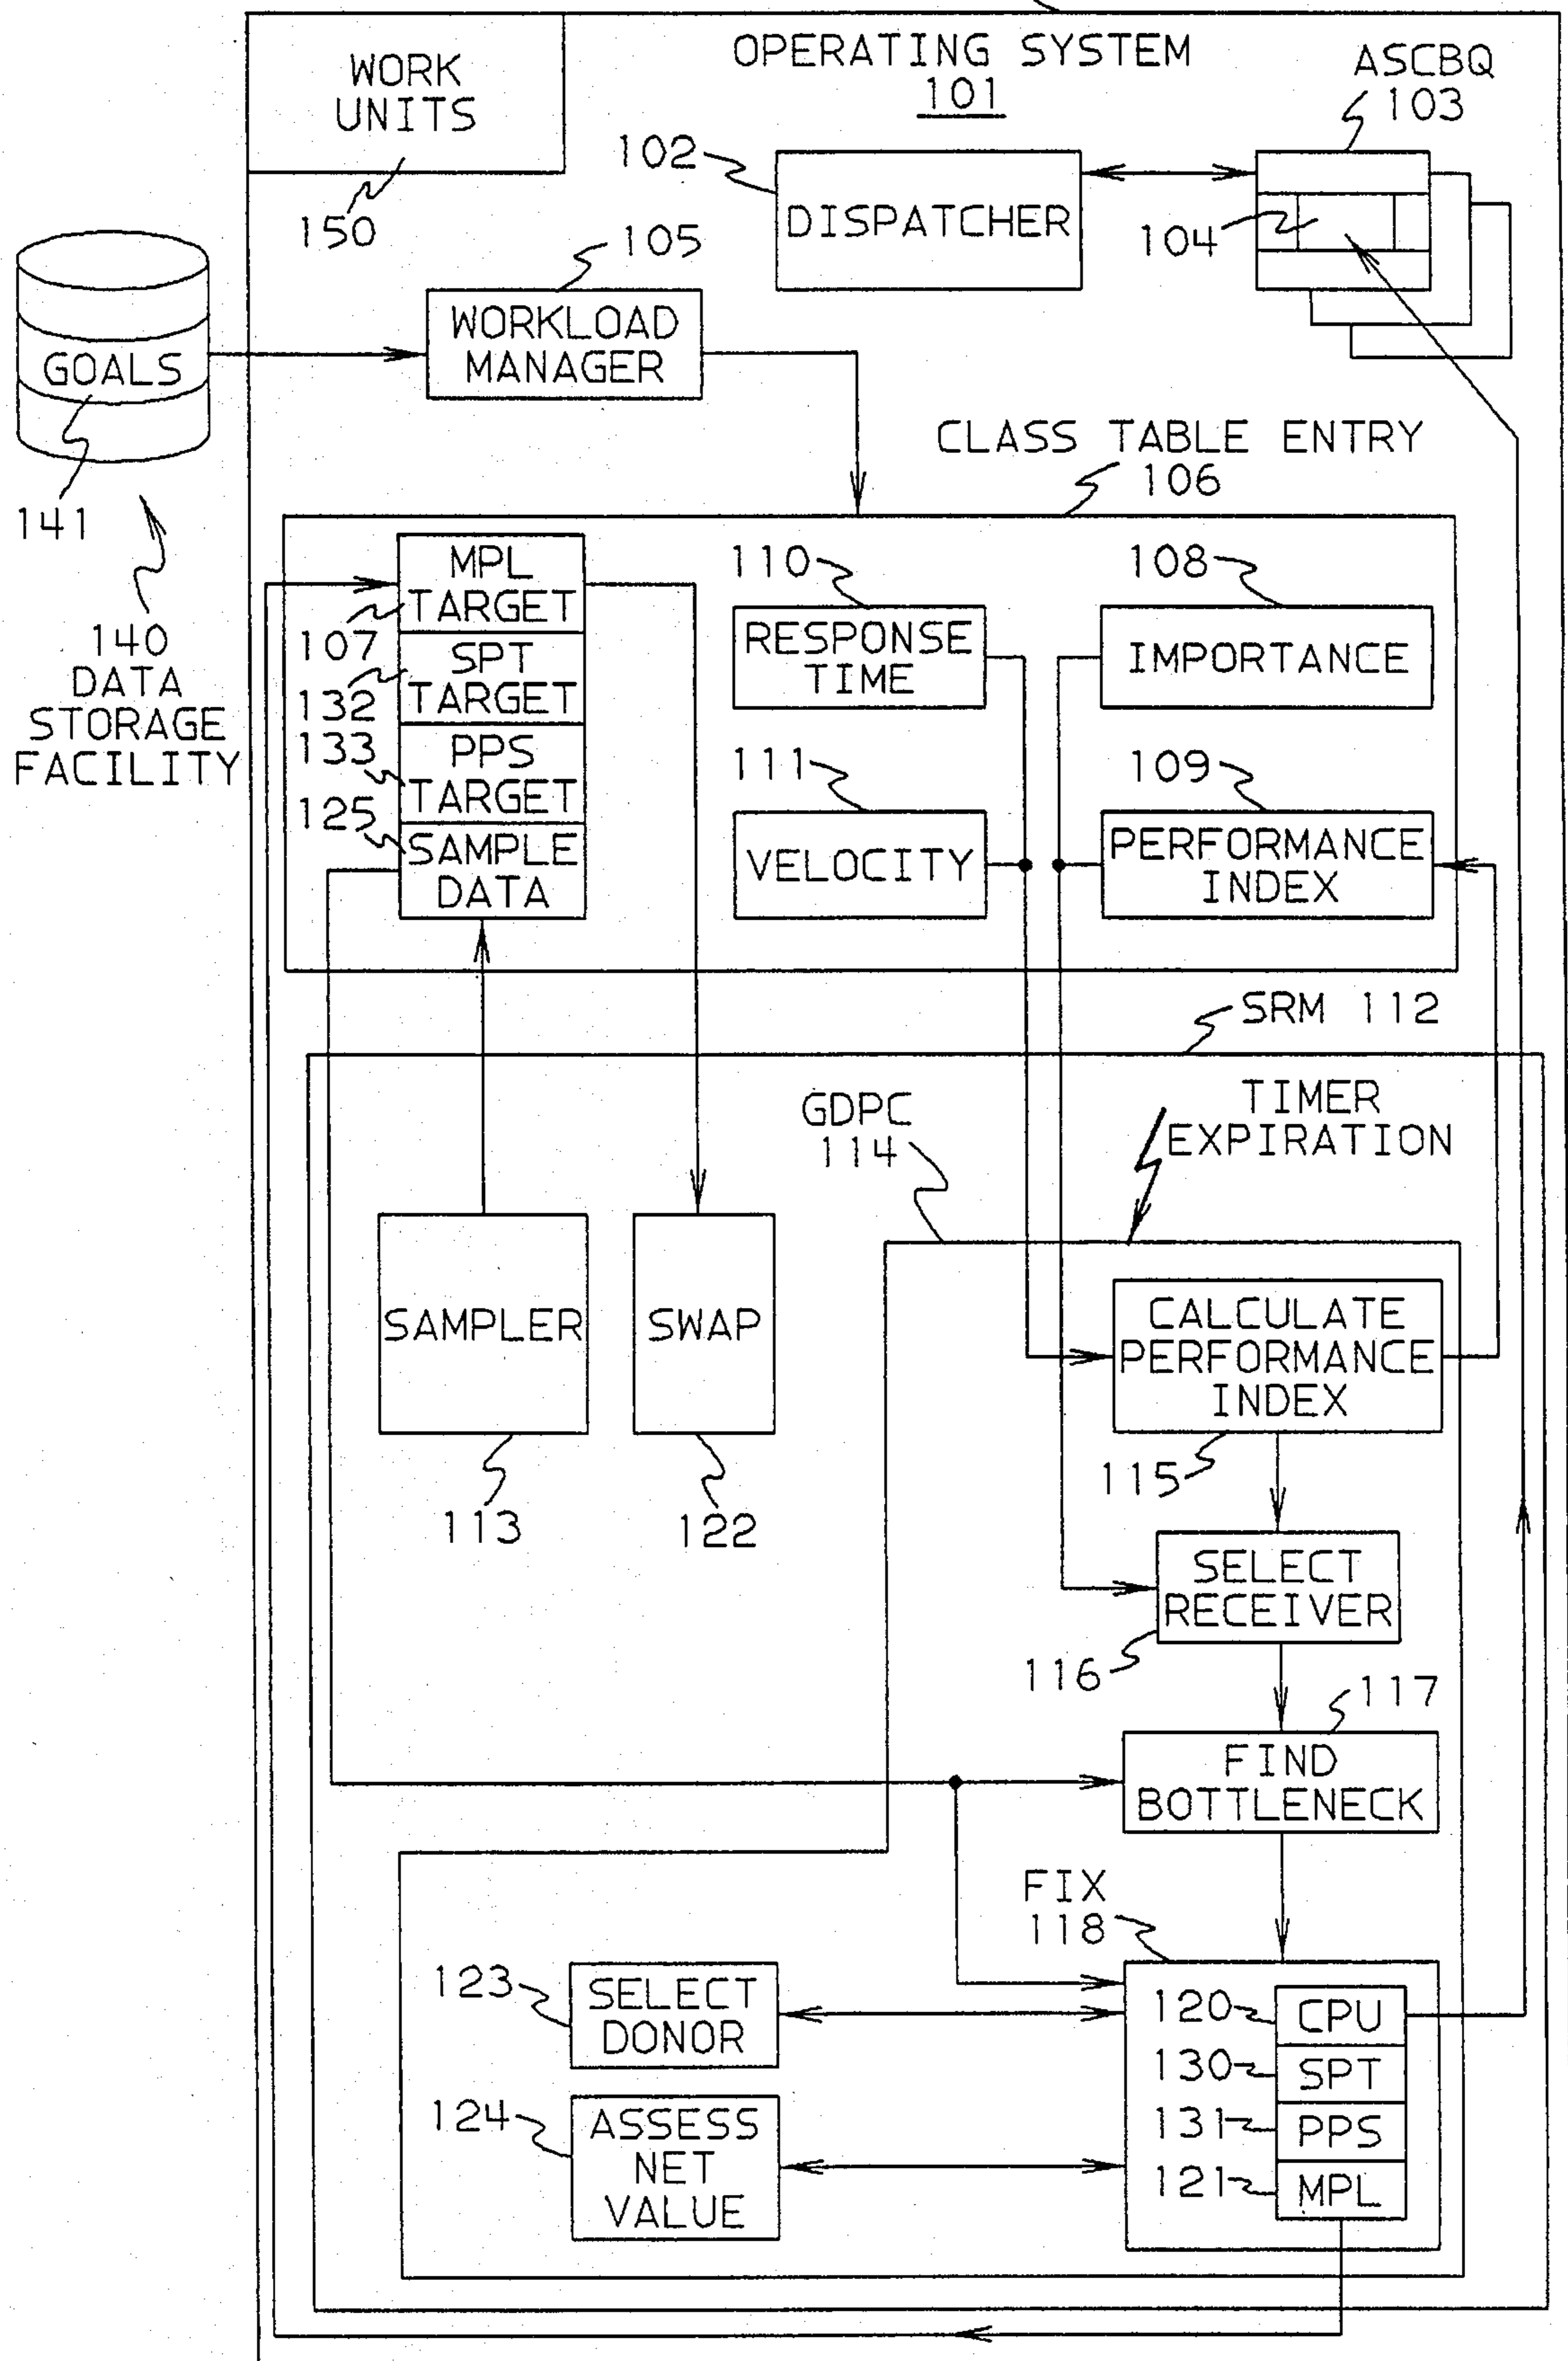 OPERATING SYSTEM
101
WORK
UNITS
150
ASCBQ
103
102
DISPATCHER
104
105
WORKLOAD
MANAGER
GOALS
141
140
DATA
STORAGE
FACILITY
CLASS TABLE ENTRY
106
MPL
TARGET
107
SPT
TARGET
132
PPS
TARGET
133
SAMPLE
DATA
125
110
RESPONSE
TIME
108
IMPORTANCE
111
VELOCITY
109
PERFORMANCE
INDEX
SRM 112
GDPC
114
TIMER
EXPIRATION
SAMPLER
113
SWAP
122
CALCULATE
PERFORMANCE
INDEX
115
SELECT
RECEIVER
116
117
FIND
BOTTLENECK
FIX
118
123
SELECT
DONOR
124
ASSESS
NET
VALUE
120
CPU
130
SPT
131
PPS
121
MPL